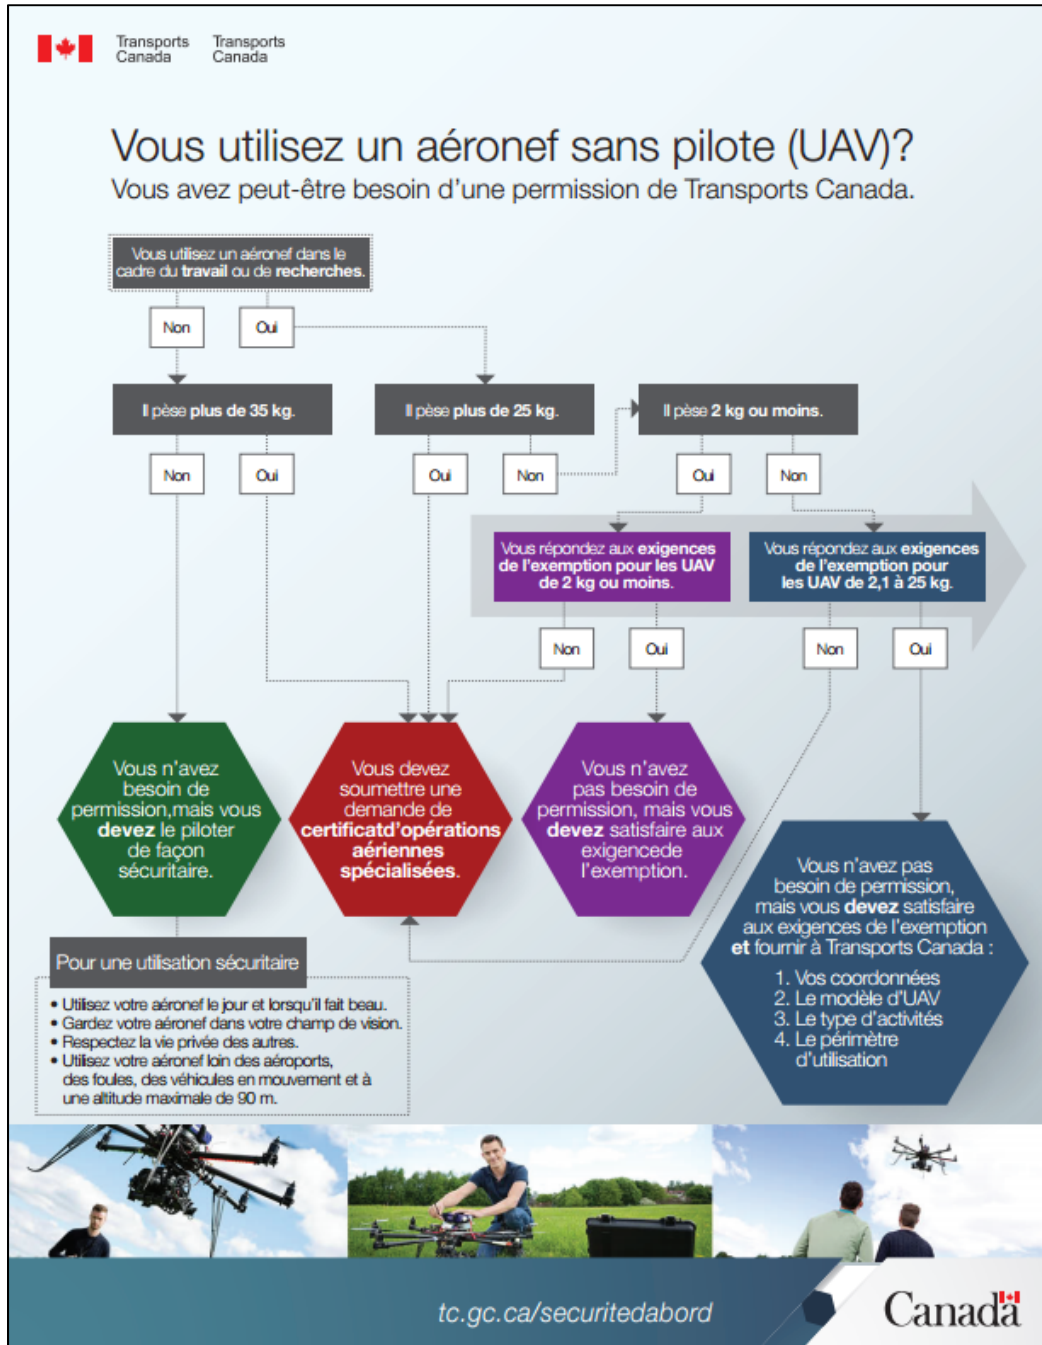 Transports Transports
Canada Canada
Vous utilisez un aéronef sans pilote (UAV)?
Vous avez peut-être besoin d'une permission de Transports Canada.
Vous utilisez un aéronef dans le
cadre du travail ou de recherches.
Non
Oui
Il pèse plus de 35 kg.
Il pèse plus de 25 kg.
Il pèse 2 kg ou moins.
Non
Oui
Oui
Non
Oui
Non
Vous répondez aux exigences
de l'exemption pour les UAV
de 2 kg ou moins.
Vous répondez aux exigences
de l'exemption pour
les UAV de 2,1 à 25 kg.
Non
Oui
Non
Oui
Vous n'avez
besoin de
permission,mais vous
devez le piloter
de façon
sécuritaire.
Vous devez
soumettre une
demande de
certificatd'opérations
aériennes
spécialisées.
Vous n'avez
pas besoin de
permission, mais vous
devez satisfaire aux
exigencede
l'exemption.
Vous n'avez pas
besoin de permission,
mais vous devez satisfaire
aux exigences de l'exemption
et fournir à Transports Canada :
1. Vos coordonnées
2. Le modèle d'UAV
3. Le type d'activités
4. Le périmètre
d'utilisation
Pour une utilisation sécuritaire
• Utilisez votre aéronef le jour et lorsqu'il fait beau.
• Gardez votre aéronef dans votre champ de vision.
• Respectez la vie privée des autres.
• Utilisez votre aéronef loin des aéroports,
des foules, des véhicules en mouvement et à
une altitude maximale de 90 m.
tc.gc.ca/securitedabord
Canada